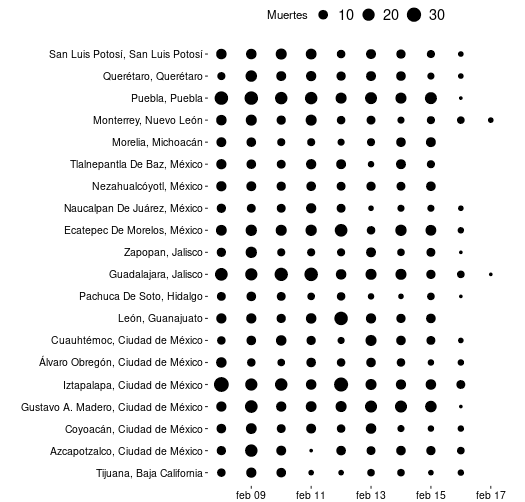 Muertes 10 20 30
San Luis Potosí, San Luis Potosí
Querétaro, Querétaro
Puebla, Puebla
Monterrey, Nuevo León
Morelia, Michoacán
Tlalnepantla De Baz, México
Nezahualcóyotl, México
Naucalpan De Juárez, México
Ecatepec De Morelos, México
Zapopan, Jalisco
Guadalajara, Jalisco
Pachuca De Soto, Hidalgo
León, Guanajuato
Cuauhtémoc, Ciudad de México
Álvaro Obregón, Ciudad de México
Iztapalapa, Ciudad de México
Gustavo A. Madero, Ciudad de México
Coyoacán, Ciudad de México
Azcapotzalco, Ciudad de México
Tijuana, Baja California
feb 09 feb 11 feb 13 feb 15 feb 17